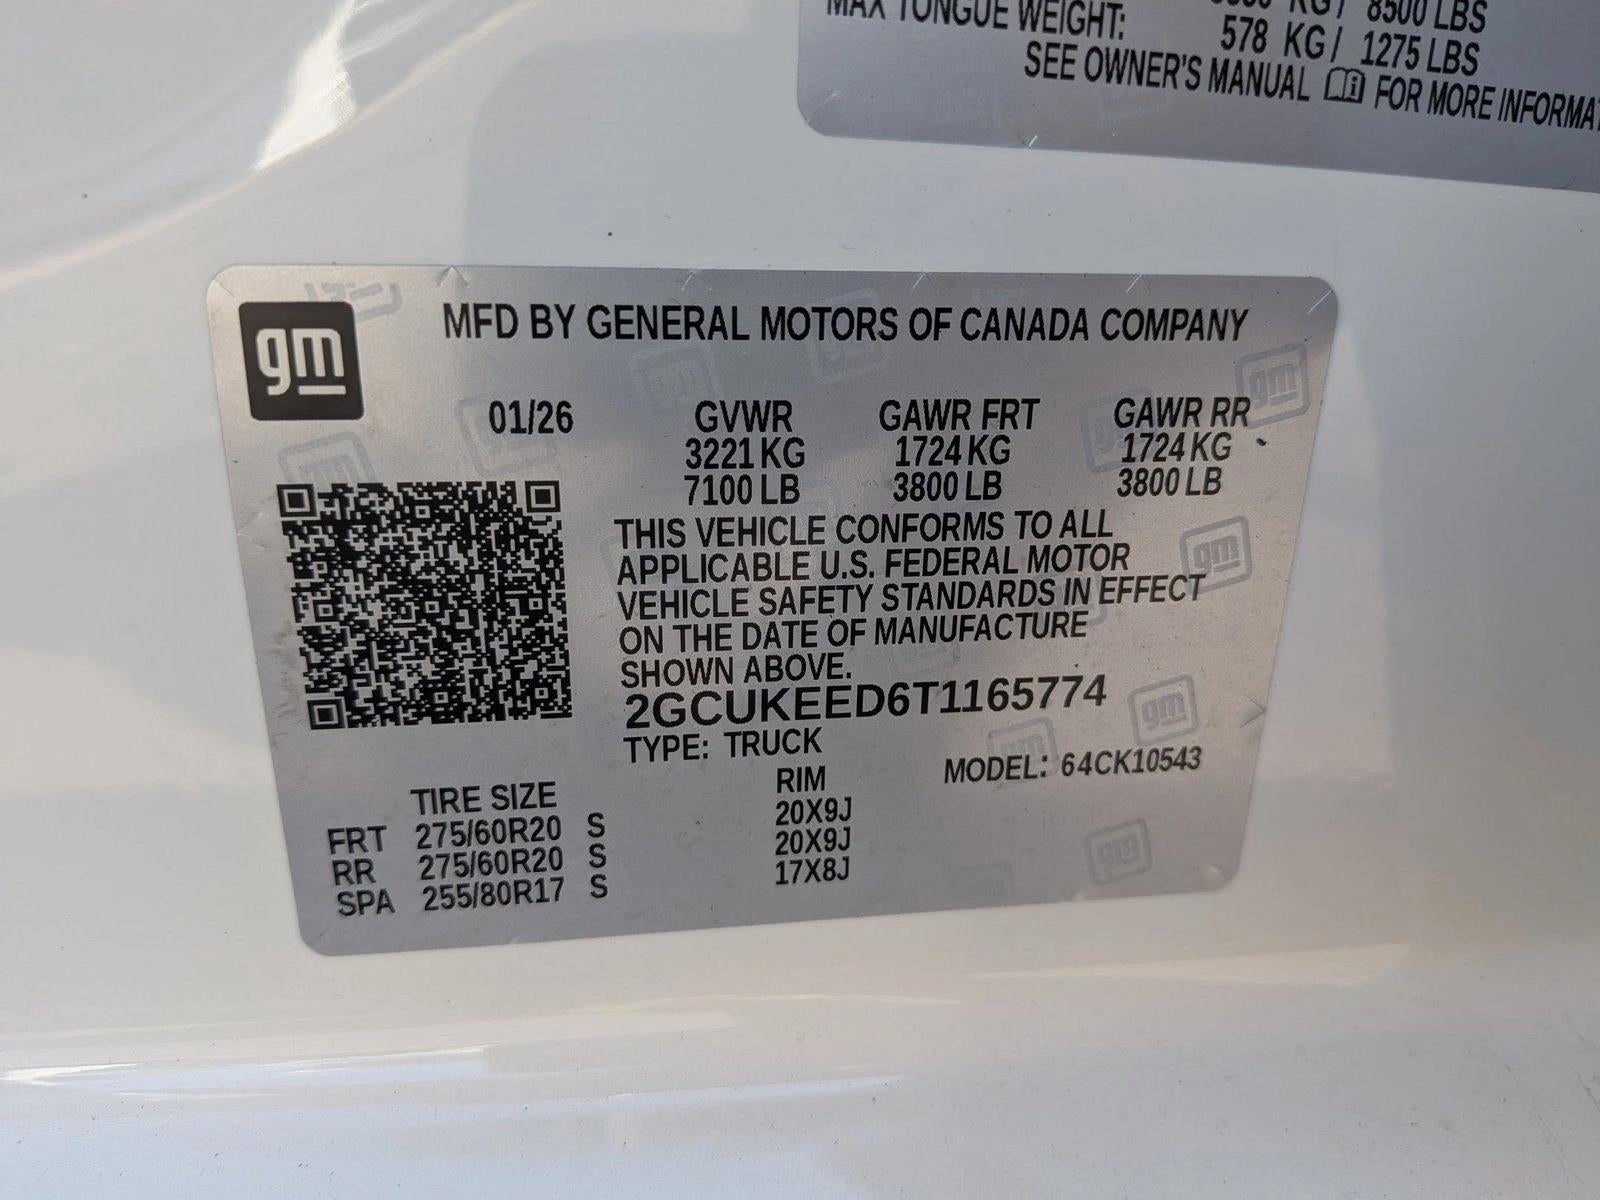 KG / 8500 LBS
MAX TONGUE WEIGHT: 578 KG / 1275 LBS
SEE OWNER'S MANUAL FOR MORE
gm
MFD BY GENERAL MOTORS OF CANADA COMPANY
01/26 GVWR GAWR FRT GAWR RR
3221 KG 1724 KG 1724 KG
7100 LB 3800 LB 3800 LB
THIS VEHICLE CONFORMS TO ALL
APPLICABLE U.S. FEDERAL MOTOR
VEHICLE SAFETY STANDARDS IN EFFECT
ON THE DATE OF MANUFACTURE
SHOWN ABOVE.
2GCUKEED6T1165774
TYPE: TRUCK MODEL: 64CK10543
TIRE SIZE RIM
FRT 275/60R20 S 20X9J
RR 275/60R20 S 20X9J
SPA 255/80R17 S 17X8J